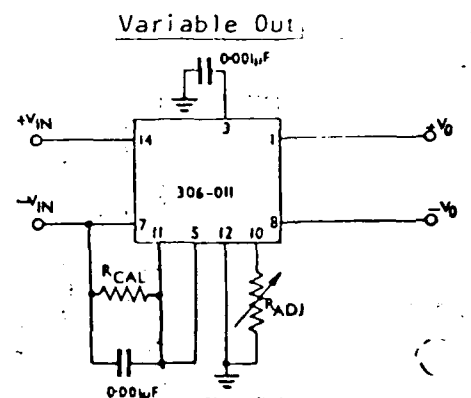 Variable Out
0·001µF
+VIN
3
+V0
14
1
306-011
-VIN
-V0
7
8
11
5
12
10
RCAL
RADJ
0·001µF